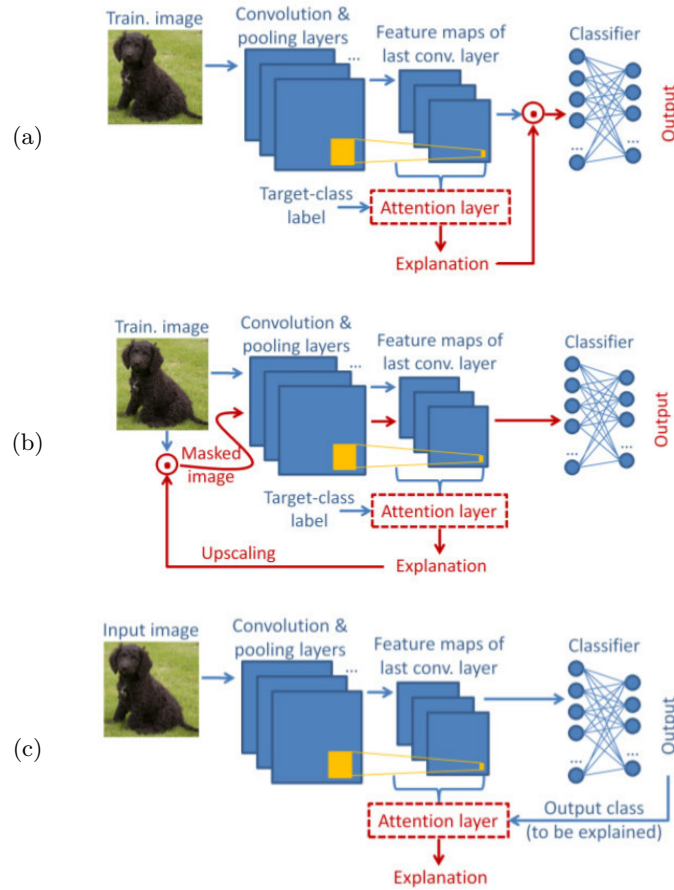 (a)
Train. image
Convolution &
pooling layers
...
Feature maps of
last conv. layer
Classifier
...
...
Output
Target-class
label
Attention layer
Explanation
(b)
Train. image
Convolution &
pooling layers
...
Feature maps of
last conv. layer
Classifier
...
...
Output
Masked
image
Target-class
label
Attention layer
Upscaling
Explanation
(c)
Input image
Convolution &
pooling layers
...
Feature maps of
last conv. layer
Classifier
...
...
Output
Attention layer
Output class
(to be explained)
Explanation